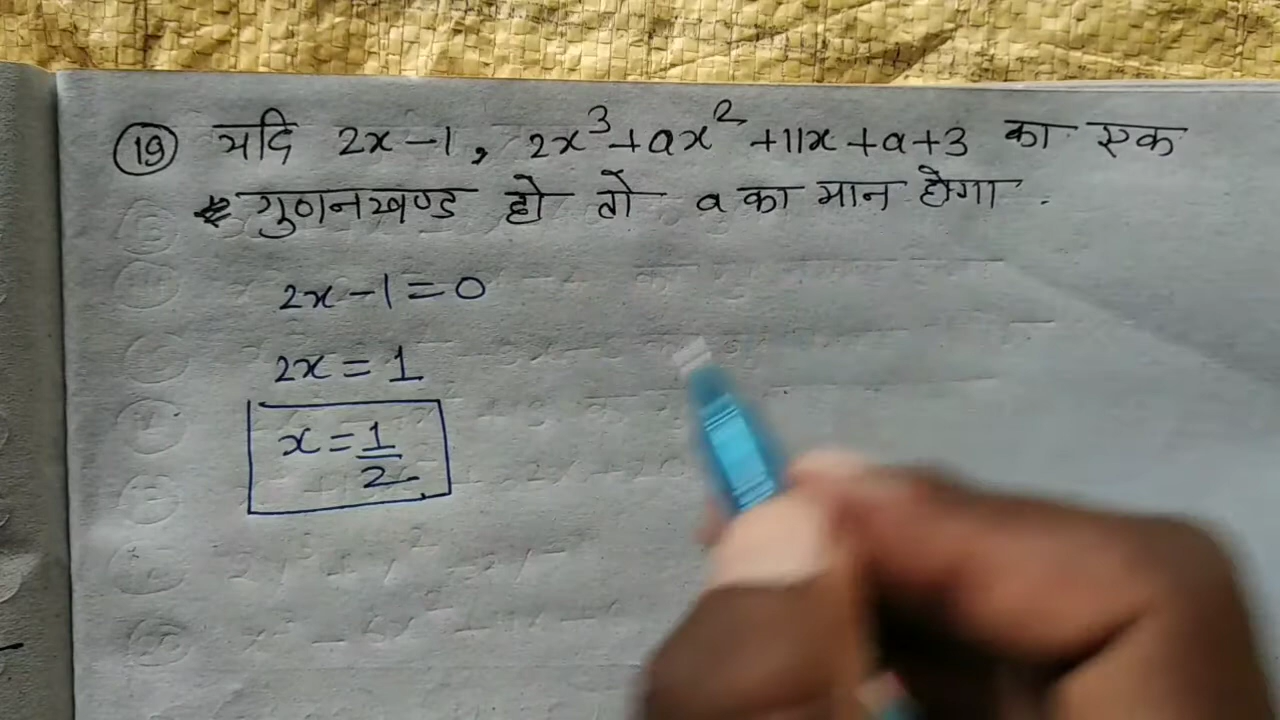 19 यदि 2x-1, 2x³+ax²+11x+a+3 का एक
गुणनखण्ड हो तो a का मान होगा .
2x-1=0
2x=1
x=1/2